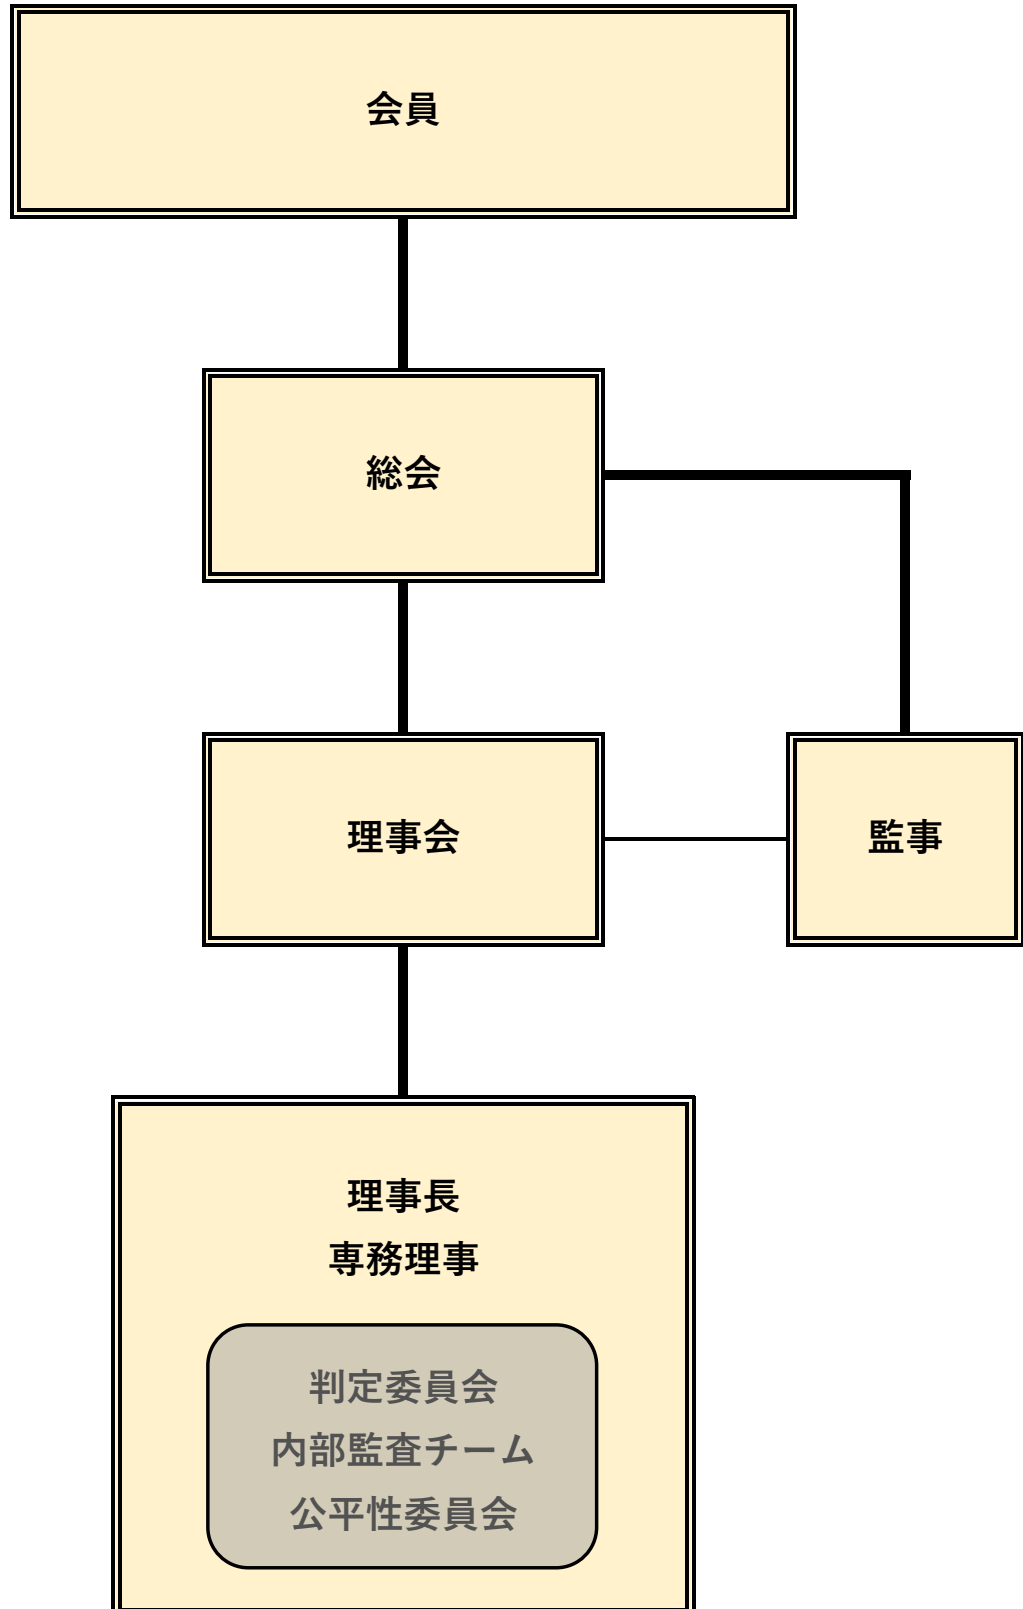 会員
総会
理事会
監事
理事長
専務理事
判定委員会
内部監査チーム
公平性委員会